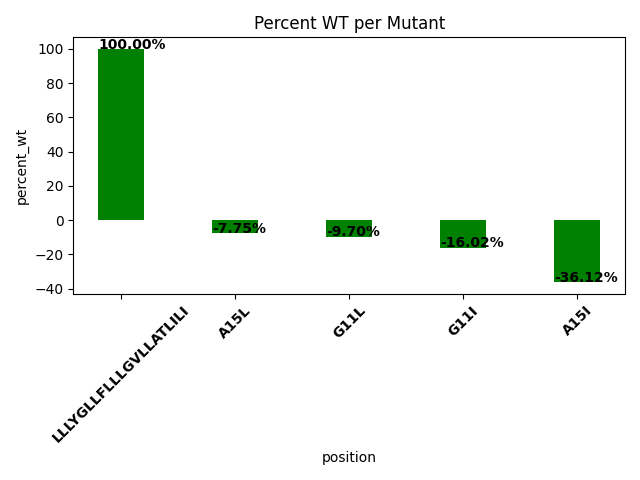 Percent WT per Mutant
percent_wt
100
80
60
40
20
0
−20
−40
100.00%
-7.75%
-9.70%
-16.02%
-36.12%
LLLYGLLFLLLGVLLATLILI
A15L
G11L
G11I
A15I
position